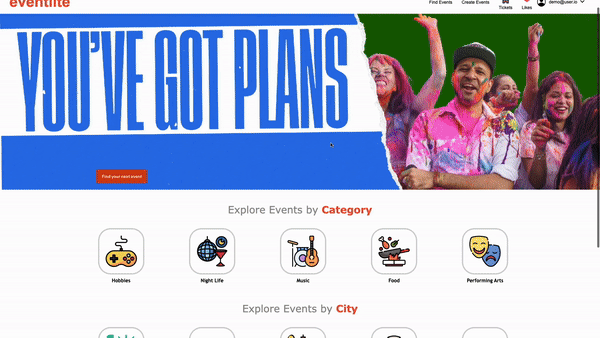 eventlite
Find Events
Create Events
Tickets
Likes
demo@user.io
YOU'VE GOT PLANS
Find your next event
Explore Events by Category
Hobbies
Night Life
Music
Food
Performing Arts
Explore Events by City